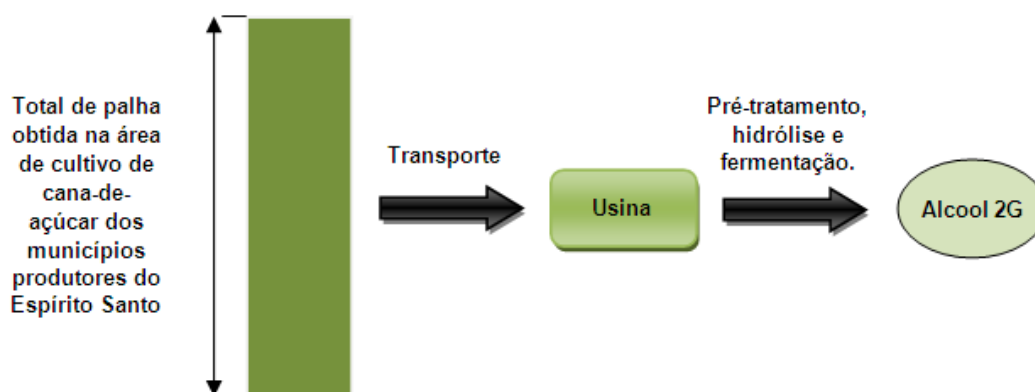 Total de palha
obtida na área
de cultivo de
cana-de-
açúcar dos
municípios
produtores do
Espírito Santo
Transporte
Usina
Pré-tratamento,
hidrólise e
fermentação.
Alcool 2G